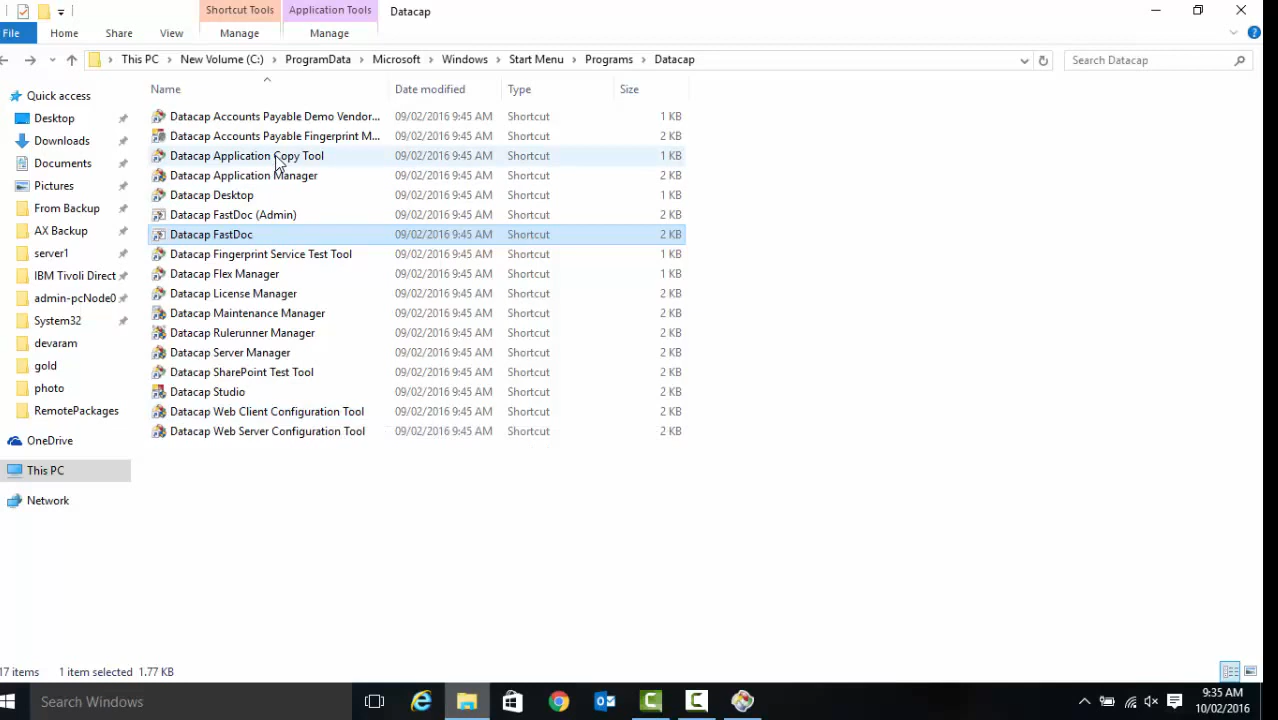 Shortcut Tools Application Tools Datacap
File Home Share View Manage Manage
This PC > New Volume (C:) > ProgramData > Microsoft > Windows > Start Menu > Programs > Datacap Search Datacap
Name Date modified Type Size
Quick access
Desktop
Downloads
Documents
Pictures
From Backup
AX Backup
server1
IBM Tivoli Direct
admin-pcNode0
System32
devaram
gold
photo
RemotePackages
OneDrive
This PC
Network
Datacap Accounts Payable Demo Vendor... 09/02/2016 9:45 AM Shortcut 1 KB
Datacap Accounts Payable Fingerprint M... 09/02/2016 9:45 AM Shortcut 2 KB
Datacap Application Copy Tool 09/02/2016 9:45 AM Shortcut 1 KB
Datacap Application Manager 09/02/2016 9:45 AM Shortcut 2 KB
Datacap Desktop 09/02/2016 9:45 AM Shortcut 1 KB
Datacap FastDoc (Admin) 09/02/2016 9:45 AM Shortcut 2 KB
Datacap FastDoc 09/02/2016 9:45 AM Shortcut 2 KB
Datacap Fingerprint Service Test Tool 09/02/2016 9:45 AM Shortcut 1 KB
Datacap Flex Manager 09/02/2016 9:45 AM Shortcut 1 KB
Datacap License Manager 09/02/2016 9:45 AM Shortcut 2 KB
Datacap Maintenance Manager 09/02/2016 9:45 AM Shortcut 2 KB
Datacap Rulerunner Manager 09/02/2016 9:45 AM Shortcut 2 KB
Datacap Server Manager 09/02/2016 9:45 AM Shortcut 2 KB
Datacap SharePoint Test Tool 09/02/2016 9:45 AM Shortcut 2 KB
Datacap Studio 09/02/2016 9:45 AM Shortcut 2 KB
Datacap Web Client Configuration Tool 09/02/2016 9:45 AM Shortcut 2 KB
Datacap Web Server Configuration Tool 09/02/2016 9:45 AM Shortcut 2 KB
17 items 1 item selected 1.77 KB
Search Windows
9:35 AM
10/02/2016